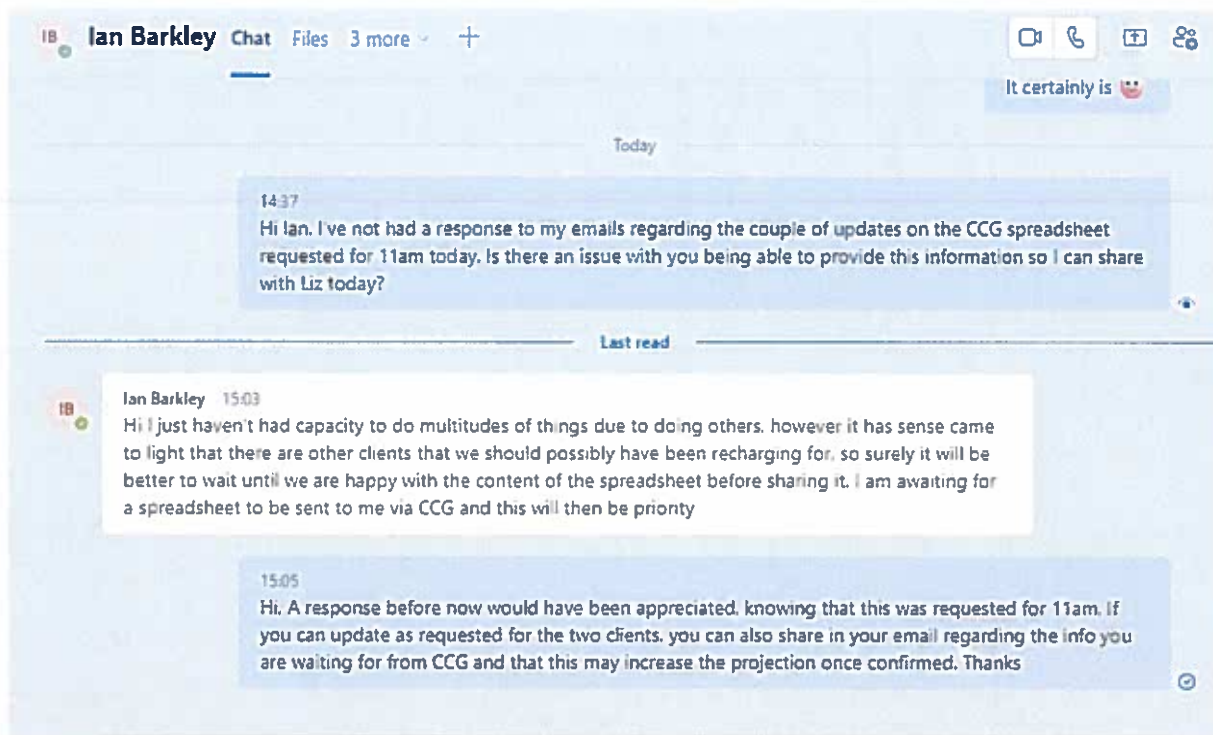 IB Ian Barkley Chat Files 3 more +
It certainly is
Today
14:37
Hi Ian. I've not had a response to my emails regarding the couple of updates on the CCG spreadsheet
requested for 11am today. Is there an issue with you being able to provide this information so I can share
with Liz today?
Last read
IB
Ian Barkley 15:03
Hi I just haven't had capacity to do multitudes of things due to doing others. however it has sense came
to light that there are other clients that we should possibly have been recharging for, so surely it will be
better to wait until we are happy with the content of the spreadsheet before sharing it. I am awaiting for
a spreadsheet to be sent to me via CCG and this will then be priority
15:05
Hi. A response before now would have been appreciated. knowing that this was requested for 11am. If
you can update as requested for the two clients. you can also share in your email regarding the info you
are waiting for from CCG and that this may increase the projection once confirmed. Thanks